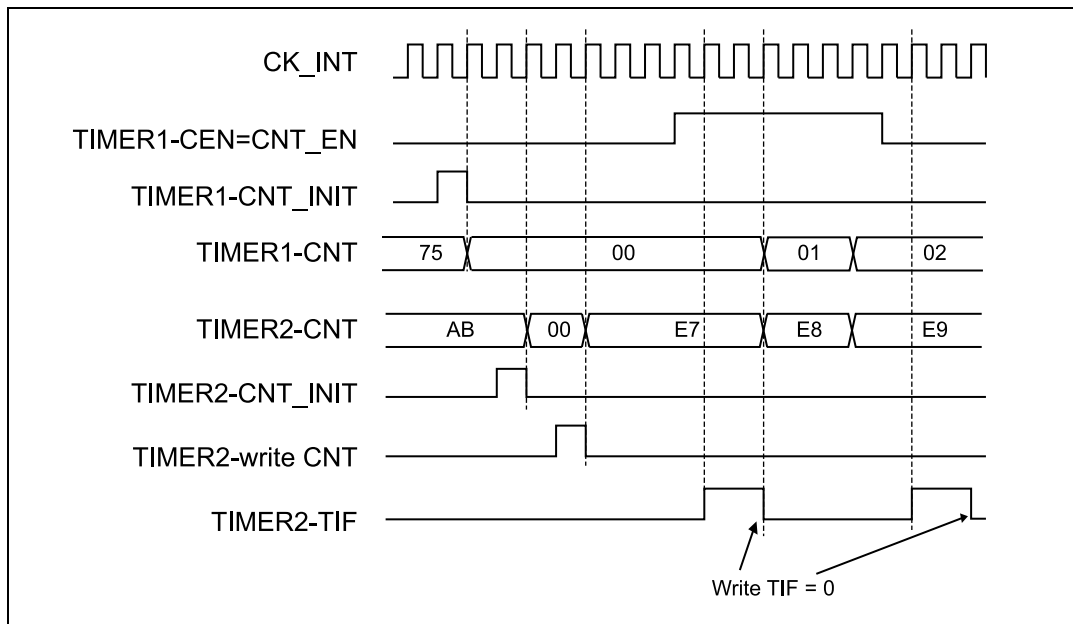 CK_INT
TIMER1-CEN=CNT_EN
TIMER1-CNT_INIT
TIMER1-CNT
75
00
01
02
TIMER2-CNT
AB
00
E7
E8
E9
TIMER2-CNT_INIT
TIMER2-write CNT
TIMER2-TIF
Write TIF = 0